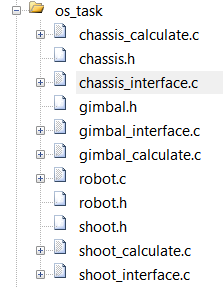 os_task
chassis_calculate.c
chassis.h
chassis_interface.c
gimbal.h
gimbal_interface.c
gimbal_calculate.c
robot.c
robot.h
shoot.h
shoot_calculate.c
shoot_interface.c